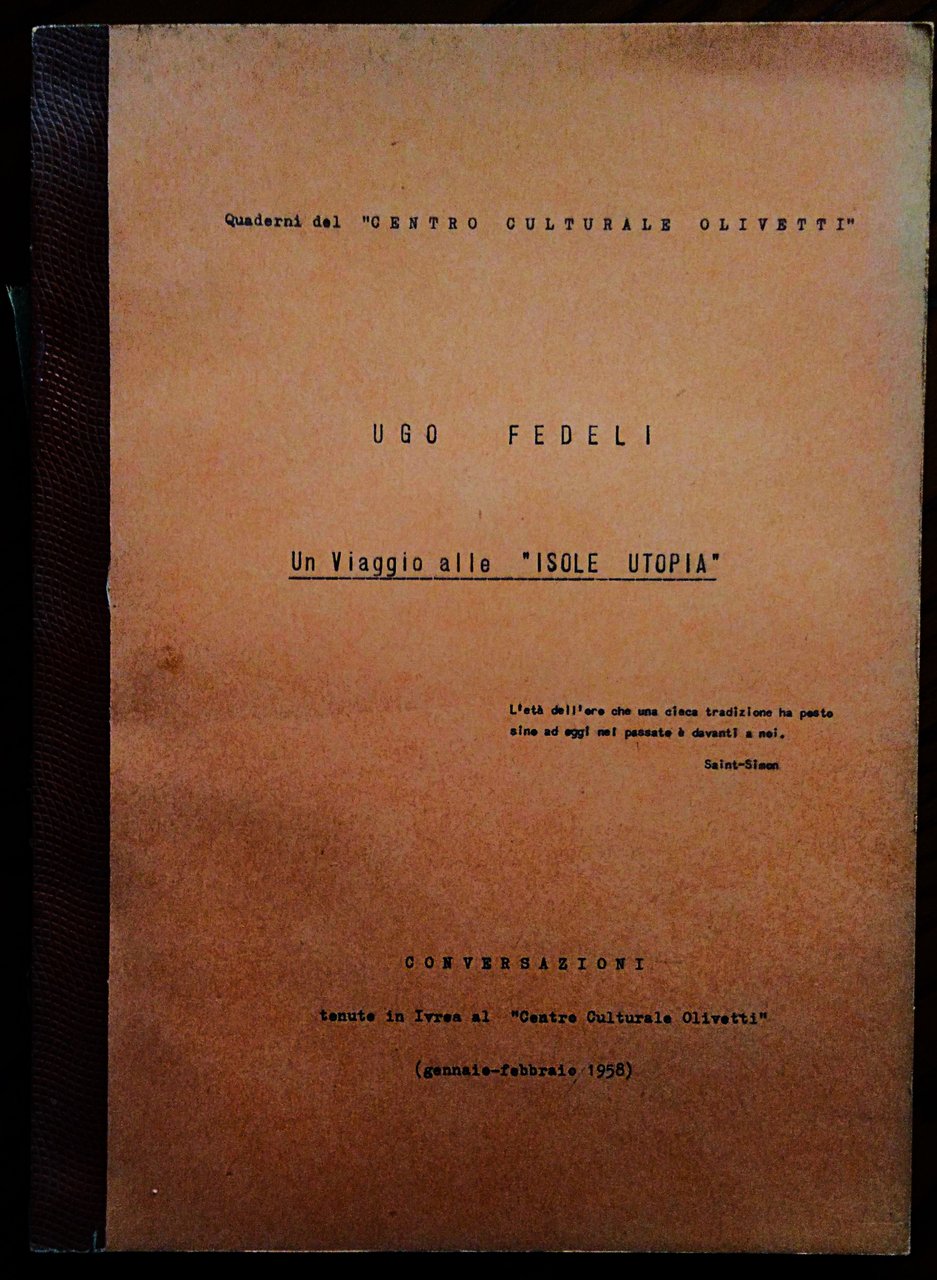 Quaderni del "CENTRO CULTURALE OLIVETTI"
UGO FEDELI
Un Viaggio alle "ISOLE UTOPIA"
L'età dell'oro che una cieca tradizione ha posto
sino ad oggi nel passato è davanti a noi.
Saint-Simon
CONVERSAZIONI
tenute in Ivrea al "Centro Culturale Olivetti"
(gennaio-febbraio 1958)